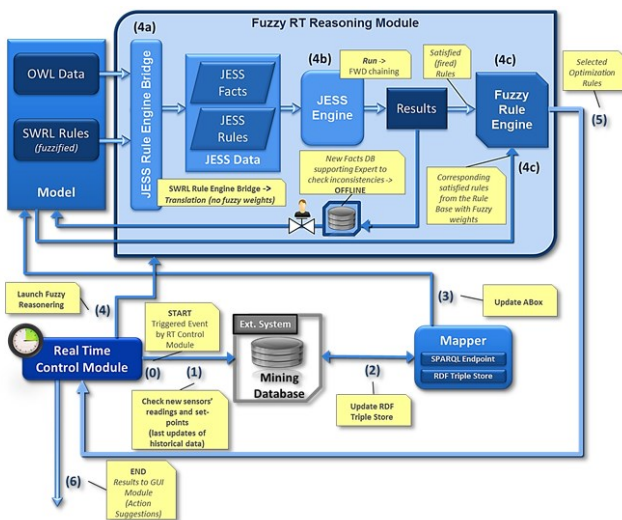 Fuzzy RT Reasoning Module
(4a)
OWL Data
SWRL Rules
(fuzzified)
Model
JESS Rule Engine Bridge
JESS
Facts
JESS
Rules
JESS Data
(4b)
JESS
Engine
Run ->
FWD chaining
Results
Satisfied
(fired)
Rules
(4c)
Fuzzy
Rule
Engine
Selected
Optimization
Rules
(5)
(4c)
SWRL Rule Engine Bridge ->
Translation (no fuzzy weights)
New Facts DB
supporting Expert to
check inconsistencies ->
OFFLINE
Corresponding
satisfied rules
from the Rule
Base with Fuzzy
weights
Launch Fuzzy
Reasonering
(4)
START
Triggered Event
by RT Control
Module
(3)
Update ABox
Real Time
Control Module
(0)
(1)
Ext. System
Mining
Database
(2)
Mapper
SPARQL Endpoint
RDF Triple Store
Check new sensors'
readings and set-
points
(last updates of
historical data)
Update RDF
Triple Store
(6)
END
Results to GUI
Module
(Action
Suggestions)